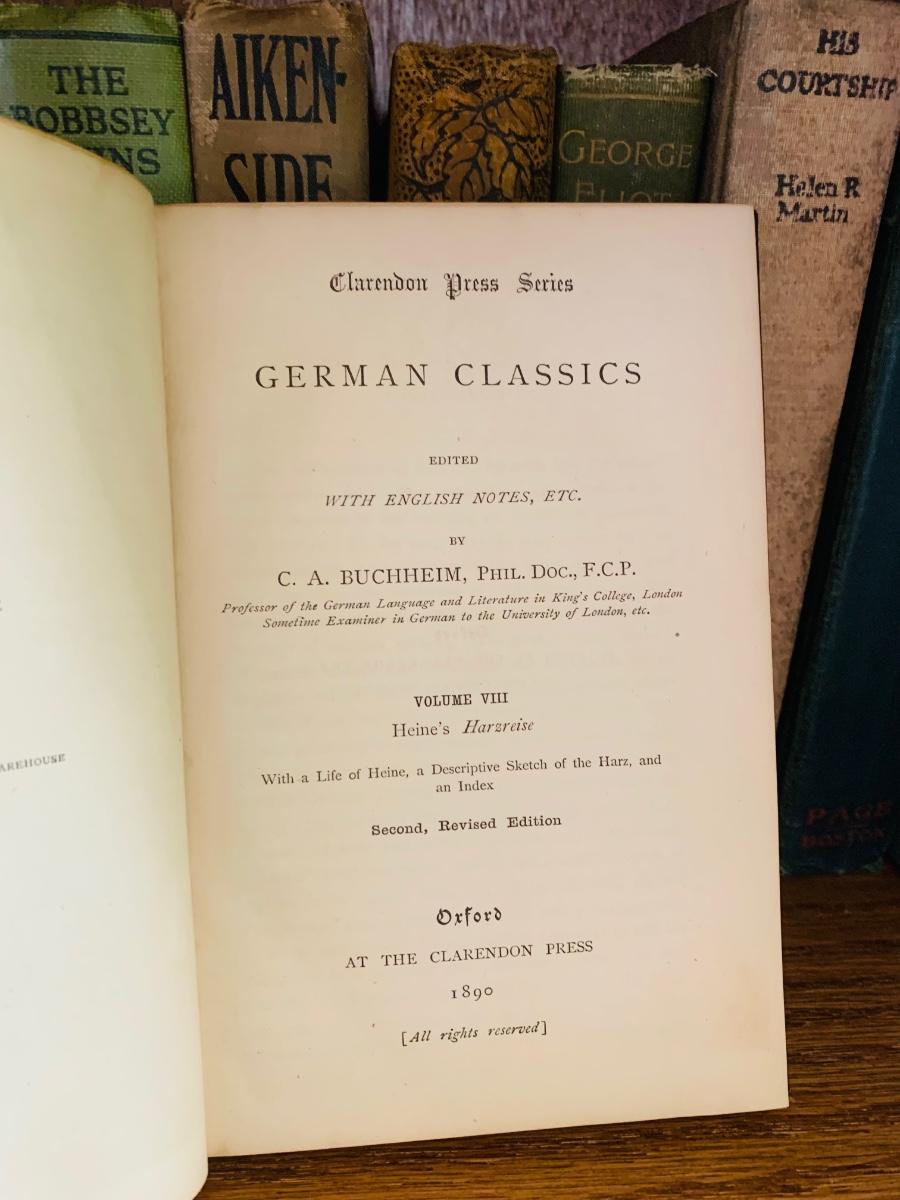 THE
BOBBSEY
AIKEN-
SIDE
GEORGE
ELIOT
HIS
COURTSHIP
Helen R
Martin
Clarendon Press Series
GERMAN CLASSICS
EDITED
WITH ENGLISH NOTES, ETC.
BY
C. A. BUCHHEIM, PHIL. DOC., F.C.P.
Professor of the German Language and Literature in King's College, London
Sometime Examiner in German to the University of London, etc.
VOLUME VIII
Heine's Harzreise
With a Life of Heine, a Descriptive Sketch of the Harz, and
an Index
Second, Revised Edition
Oxford
AT THE CLARENDON PRESS
1890
[All rights reserved]
PAGE
BOSTON